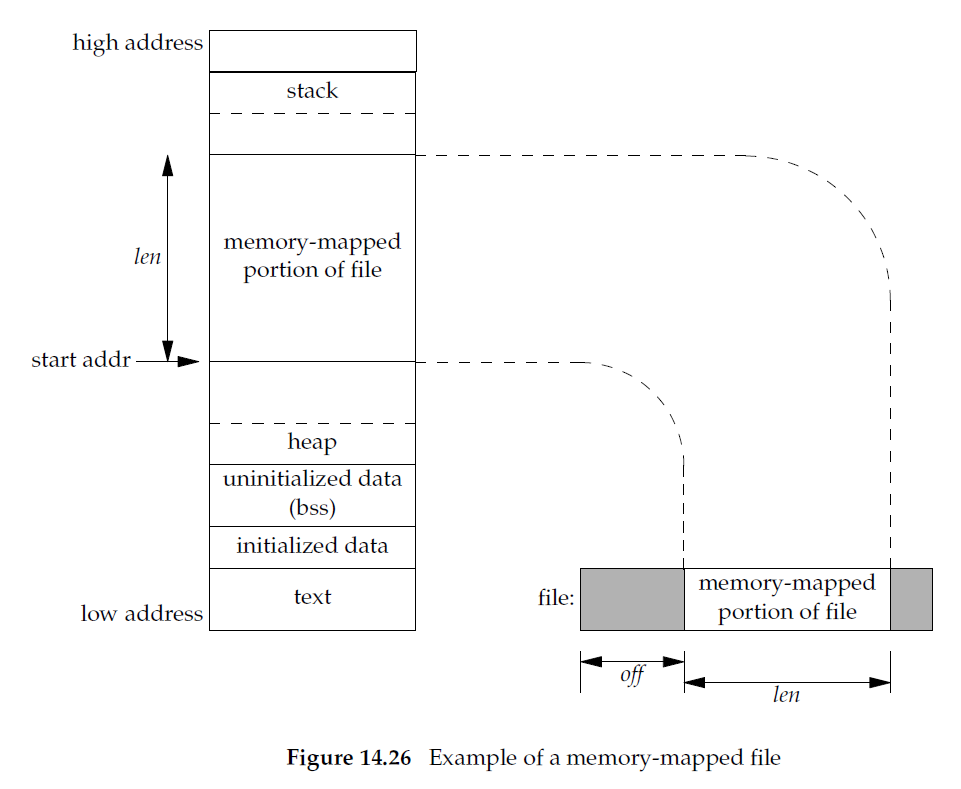 high address
stack
len
memory-mapped
portion of file
start addr
heap
uninitialized data
(bss)
initialized data
text
low address
file:
memory-mapped
portion of file
off
len
Figure 14.26 Example of a memory-mapped file